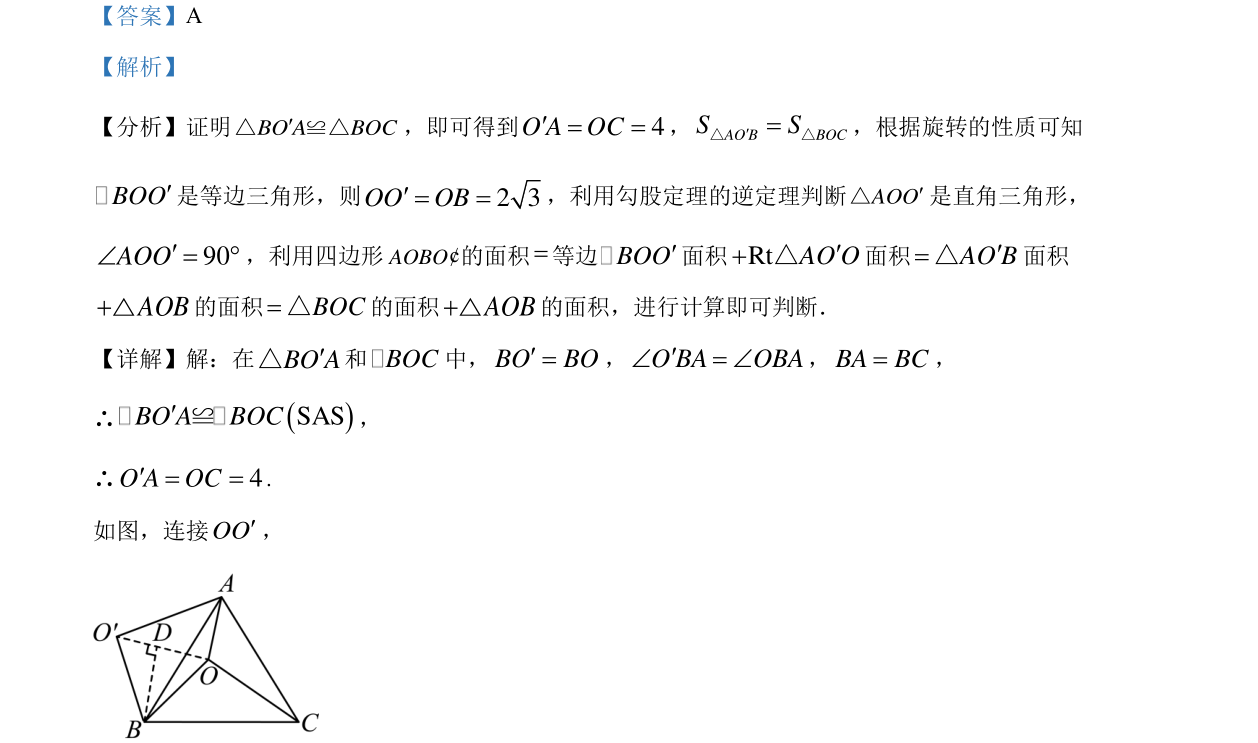 【答案】A
【解析】
【分析】证明△BO′A≌△BOC，即可得到O′A=OC=4，S△AO′B=S△BOC，根据旋转的性质可知
□BOO′是等边三角形，则OO′=OB=2√3，利用勾股定理的逆定理判断△AOO′是直角三角形，
∠AOO′=90°，利用四边形AOBO¢的面积=等边□BOO′面积+Rt△AO′O面积=△AO′B面积
+△AOB的面积=△BOC的面积+△AOB的面积，进行计算即可判断.
【详解】解：在△BO′A和□BOC中，BO′=BO，∠O′BA=∠OBA，BA=BC，
∴□BO′A≌□BOC(SAS)，
∴O′A=OC=4.
如图，连接OO′，
A
O′ D
O
B C